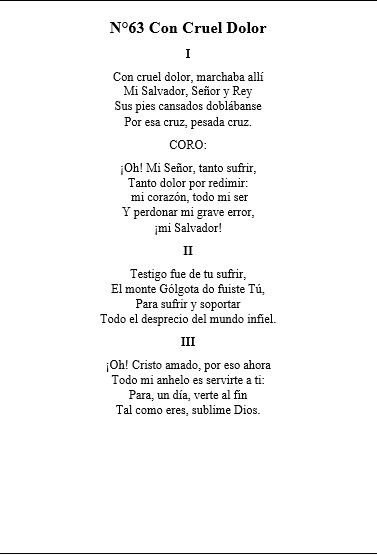 N°63 Con Cruel Dolor
I
Con cruel dolor, marchaba allí
Mi Salvador, Señor y Rey
Sus pies cansados doblábanse
Por esa cruz, pesada cruz.
CORO:
¡Oh! Mi Señor, tanto sufrir,
Tanto dolor por redimir:
mi corazón, todo mi ser
Y perdonar mi grave error,
¡mi Salvador!
II
Testigo fue de tu sufrir,
El monte Gólgota do fuiste Tú,
Para sufrir y soportar
Todo el desprecio del mundo infiel.
III
¡Oh! Cristo amado, por eso ahora
Todo mi anhelo es servirte a ti:
Para, un día, verte al fin
Tal como eres, sublime Dios.